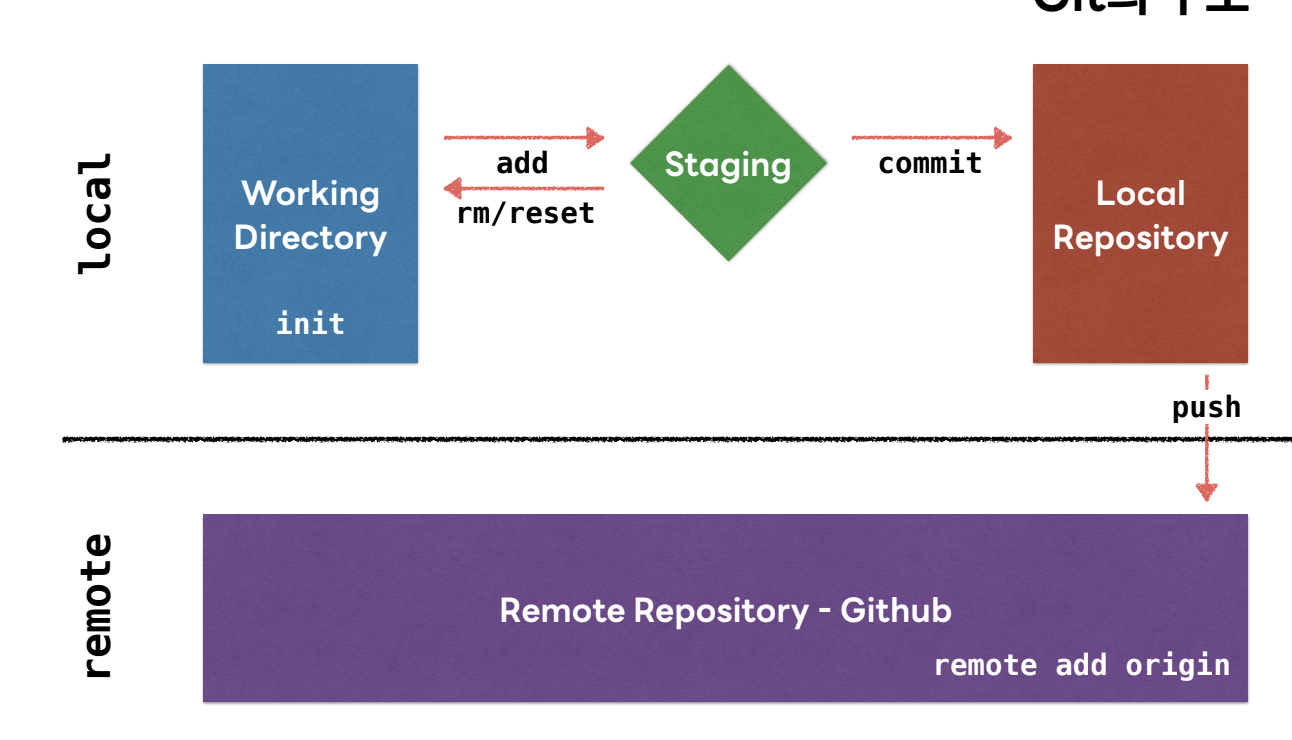 local
Working
Directory
init
add
rm/reset
Staging
commit
Local
Repository
push
remote
Remote Repository - Github
remote add origin